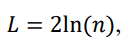 L = 2ln(n),